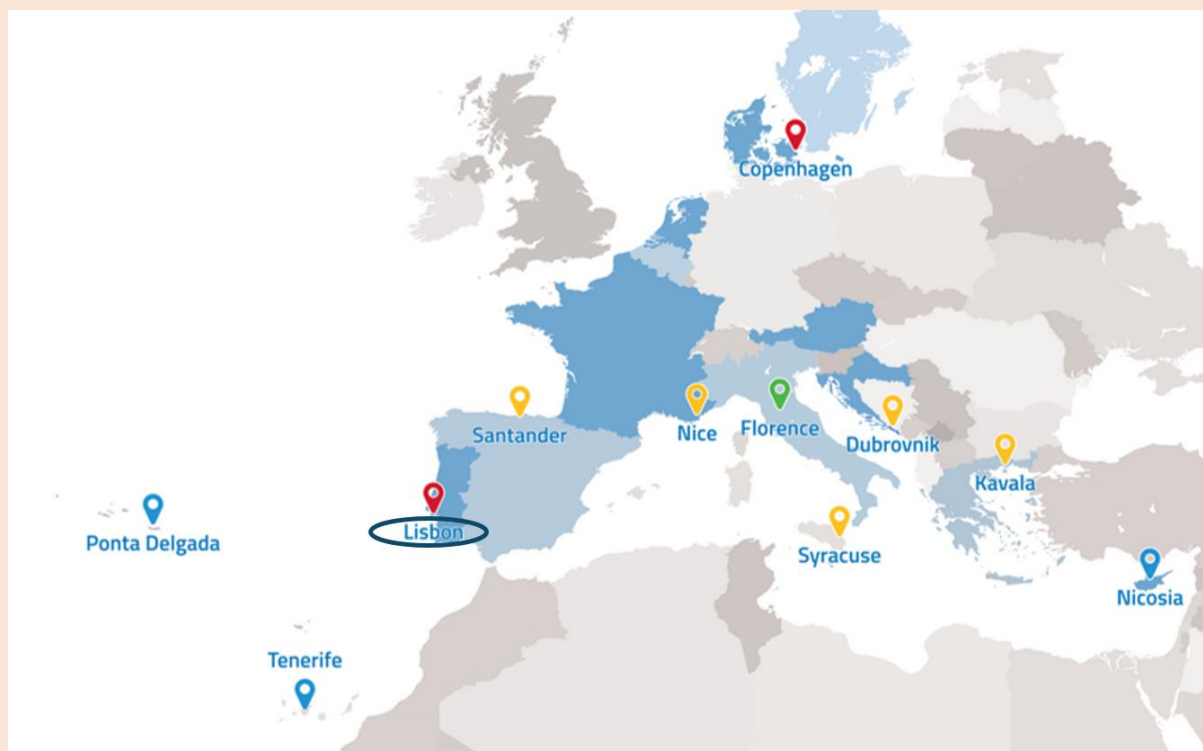 Copenhagen
Santander
Nice
Florence
Dubrovnik
Kavala
Ponta Delgada
Lisbon
Syracuse
Nicosia
Tenerife